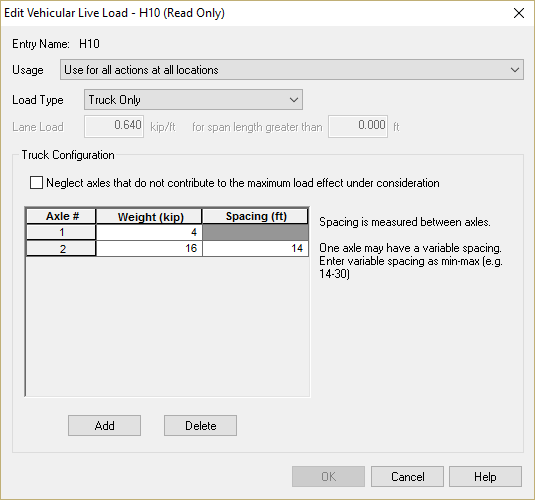 Edit Vehicular Live Load - H10 (Read Only)
Entry Name: H10
Usage Use for all actions at all locations
Load Type Truck Only
Lane Load 0.640 kip/ft for span length greater than 0.000 ft
Truck Configuration
Neglect axles that do not contribute to the maximum load effect under consideration
Axle # Weight (kip) Spacing (ft)
1 4
2 16 14
Spacing is measured between axles.
One axle may have a variable spacing.
Enter variable spacing as min-max (e.g.
14-30)
Add Delete
OK Cancel Help